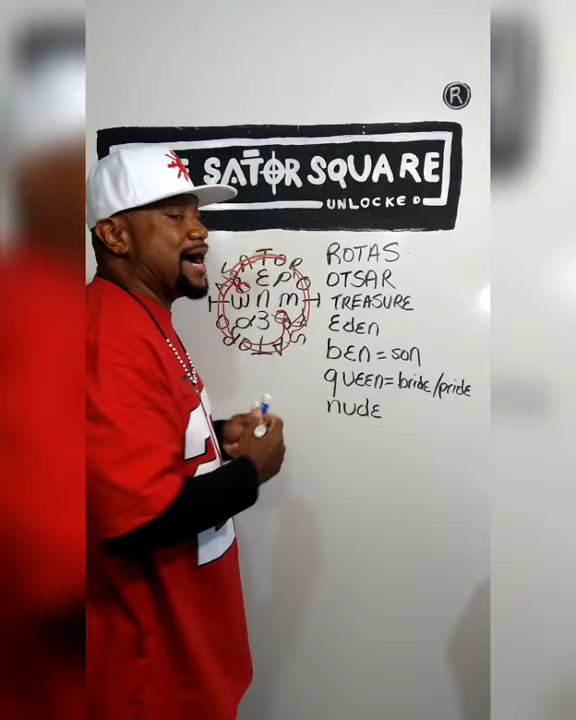 SATOR SQUARE
UNLOCKED
R
ROTAS
OTSAR
TREASURE
Eden
ben = son
queen = bride/pride
nude